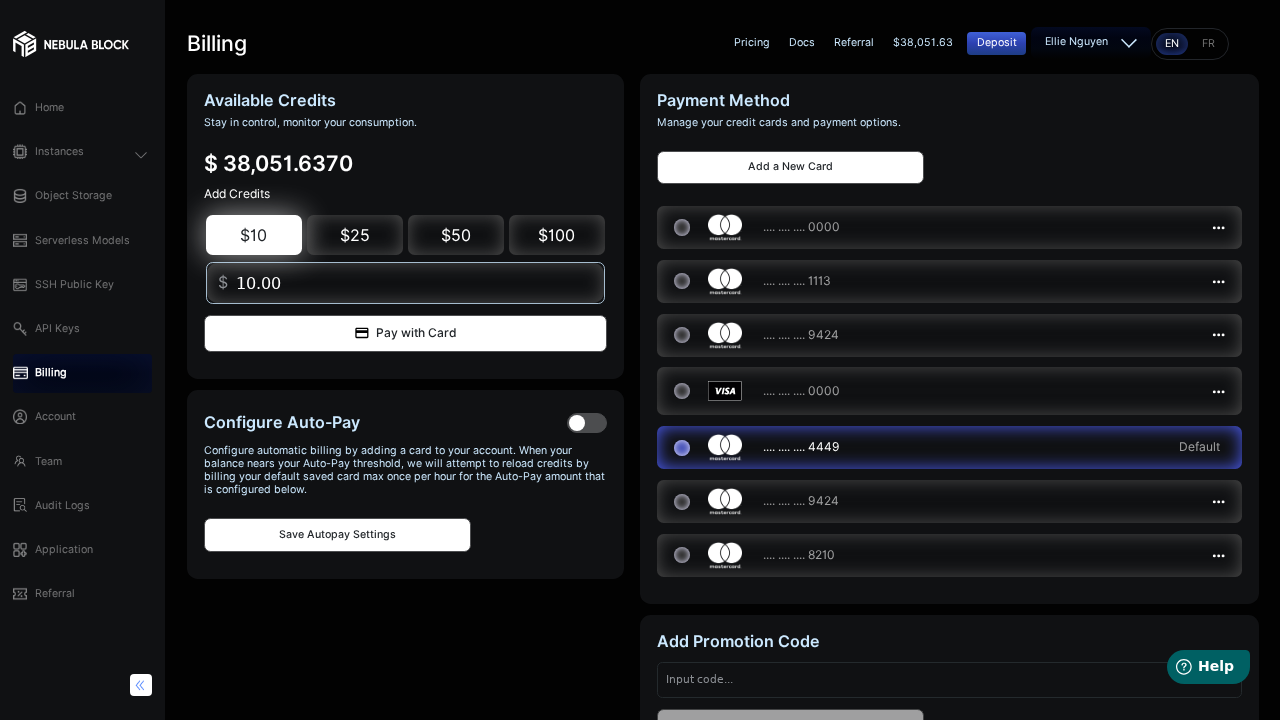 NEBULA BLOCK
Home
Instances
Object Storage
Serverless Models
SSH Public Key
API Keys
Billing
Account
Team
Audit Logs
Application
Referral
Billing
Pricing
Docs
Referral
$38,051.63
Deposit
Ellie Nguyen
EN
FR
Available Credits
Stay in control, monitor your consumption.
$ 38,051.6370
Add Credits
$10
$25
$50
$100
$ 10.00
Pay with Card
Configure Auto-Pay
Configure automatic billing by adding a card to your account. When your
balance nears your Auto-Pay threshold, we will attempt to reload credits by
billing your default saved card max once per hour for the Auto-Pay amount that
is configured below.
Save Autopay Settings
Payment Method
Manage your credit cards and payment options.
Add a New Card
mastercard .... .... .... 0000
mastercard .... .... .... 1113
mastercard .... .... .... 9424
VISA .... .... .... 0000
mastercard .... .... .... 4449 Default
mastercard .... .... .... 9424
mastercard .... .... .... 8210
Add Promotion Code
Input code...
Help